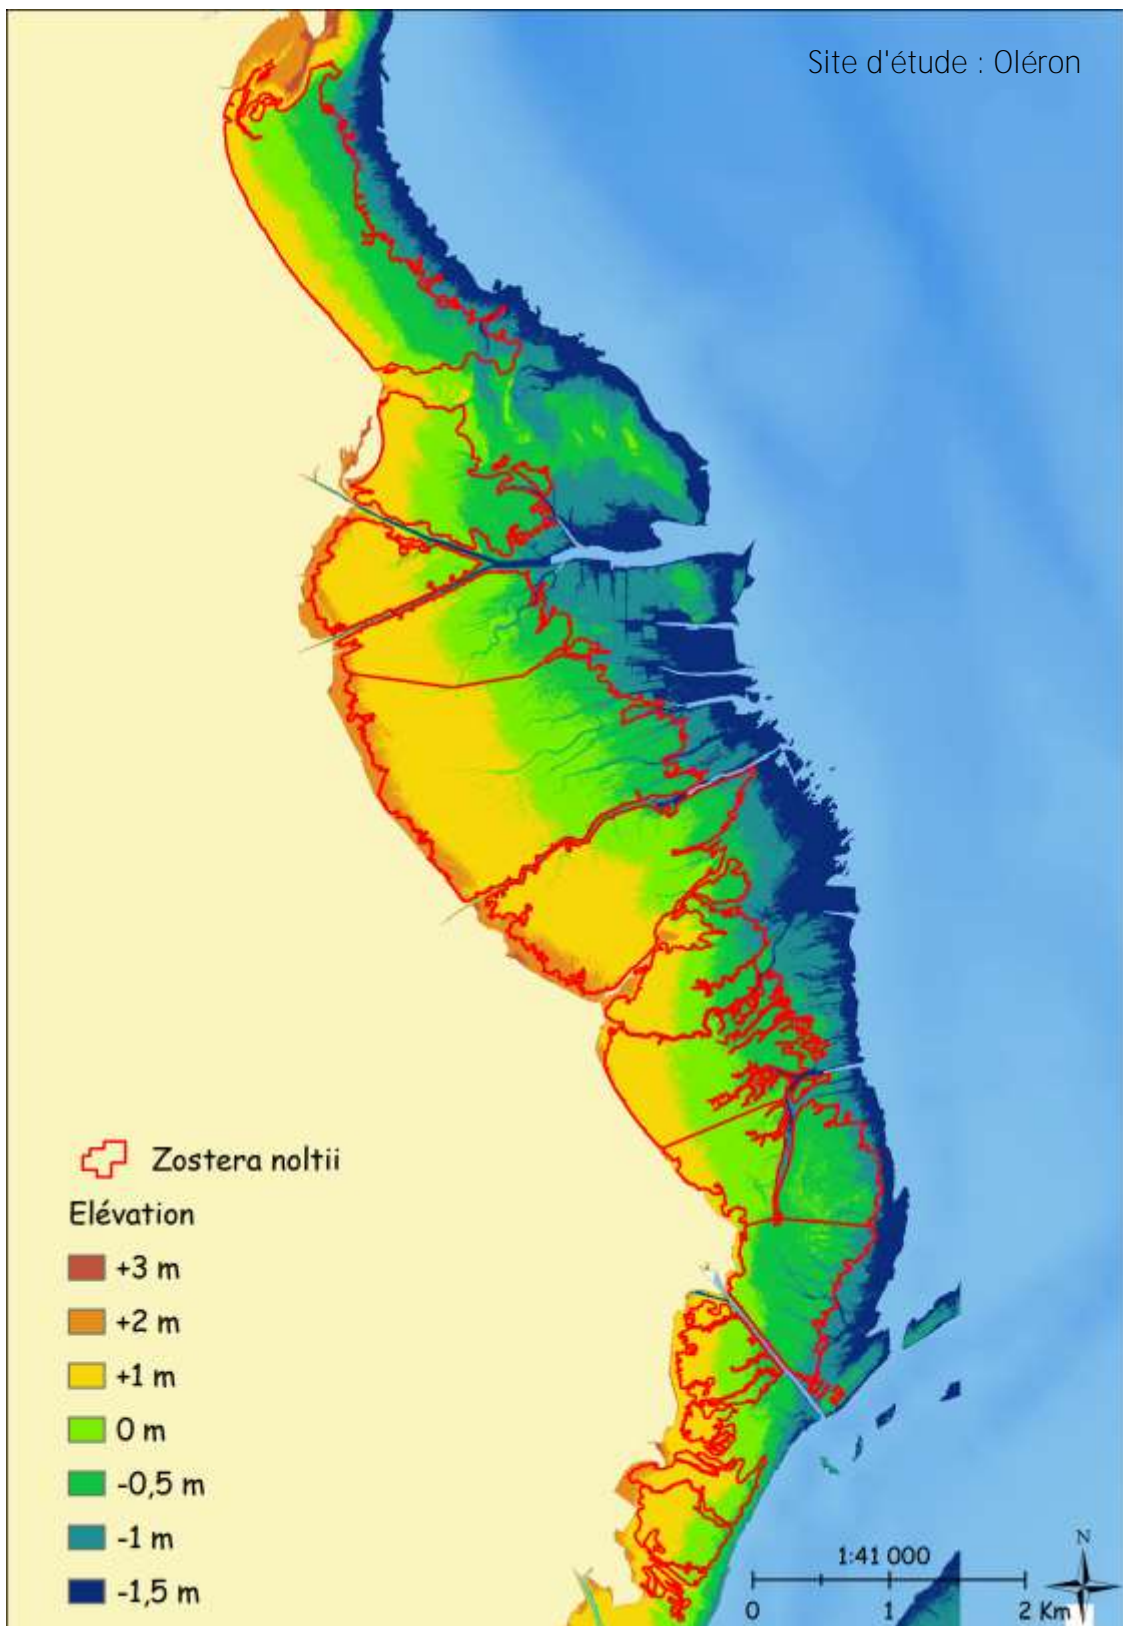 Site d'étude : Oléron
Zostera noltii
Elévation
+3 m
+2 m
+1 m
0 m
-0,5 m
-1 m
-1,5 m
N
1:41 000
0 1 2 Km